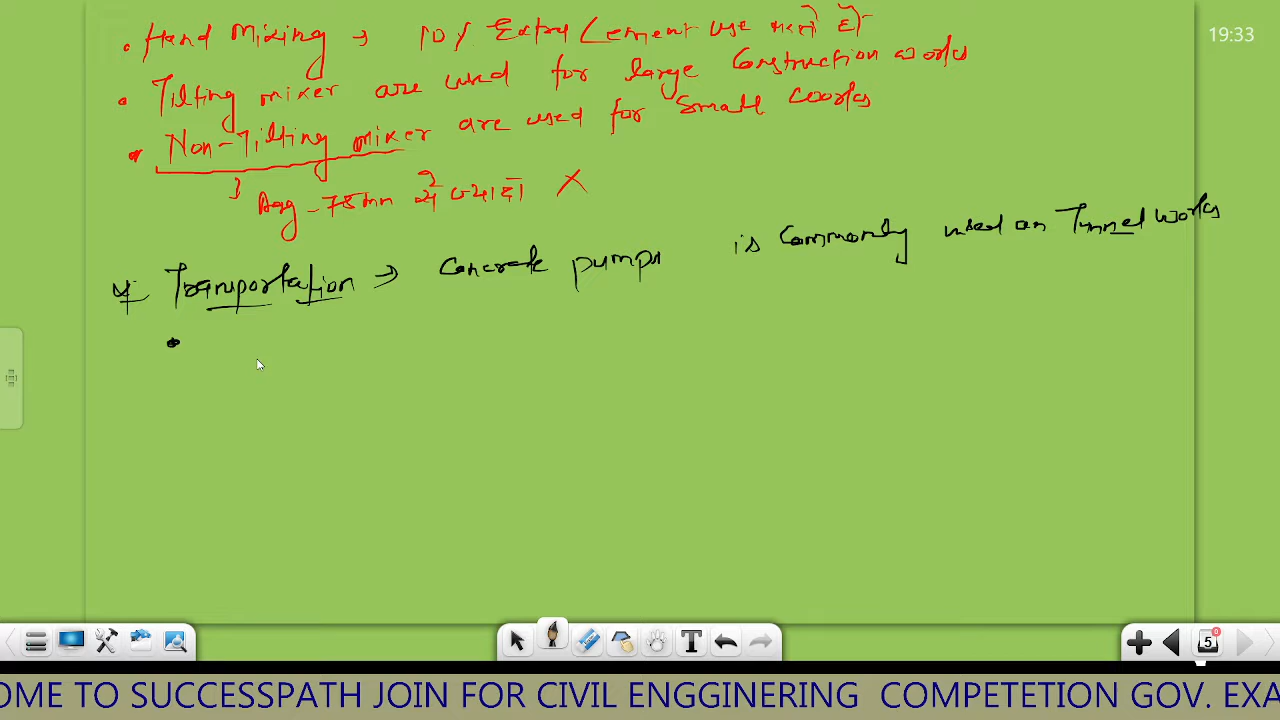 19:33
• Hand Mixing → 10% Extra Cement use करते है
• Tilting mixer are used for large Construction works
• Non-Tilting mixer are used for Small works
Agg - 75mm से ज्यादा X
* Transportation ⇒ Concrete pumps is Commonly used on Tunnel works
T
5
OME TO SUCCESSPATH JOIN FOR CIVIL ENGGINERING COMPETETION GOV. EXA